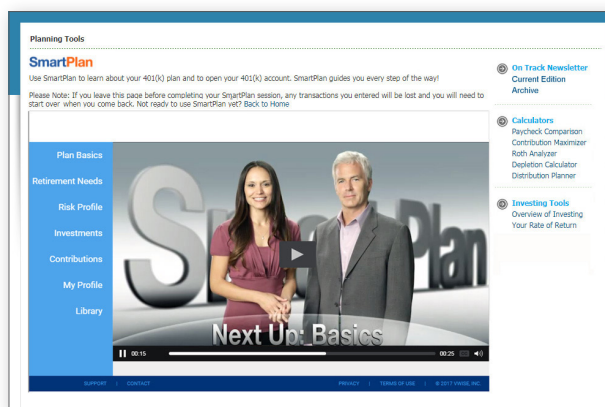 Planning Tools
SmartPlan
Use SmartPlan to learn about your 401(k) plan and to open your 401(k) account. SmartPlan guides you every step of the way!
Please Note: If you leave this page before completing your SmartPlan session, any transactions you entered will be lost and you will need to
start over when you come back. Not ready to use SmartPlan yet? Back to Home
Plan Basics
Retirement Needs
Risk Profile
Investments
Contributions
My Profile
Library
Smart Plan
Next Up: Basics
00:15
00:25
SUPPORT | CONTACT
PRIVACY | TERMS OF USE | © 2017 VWISE, INC.
On Track Newsletter
Current Edition
Archive
Calculators
Paycheck Comparison
Contribution Maximizer
Roth Analyzer
Depletion Calculator
Distribution Planner
Investing Tools
Overview of Investing
Your Rate of Return